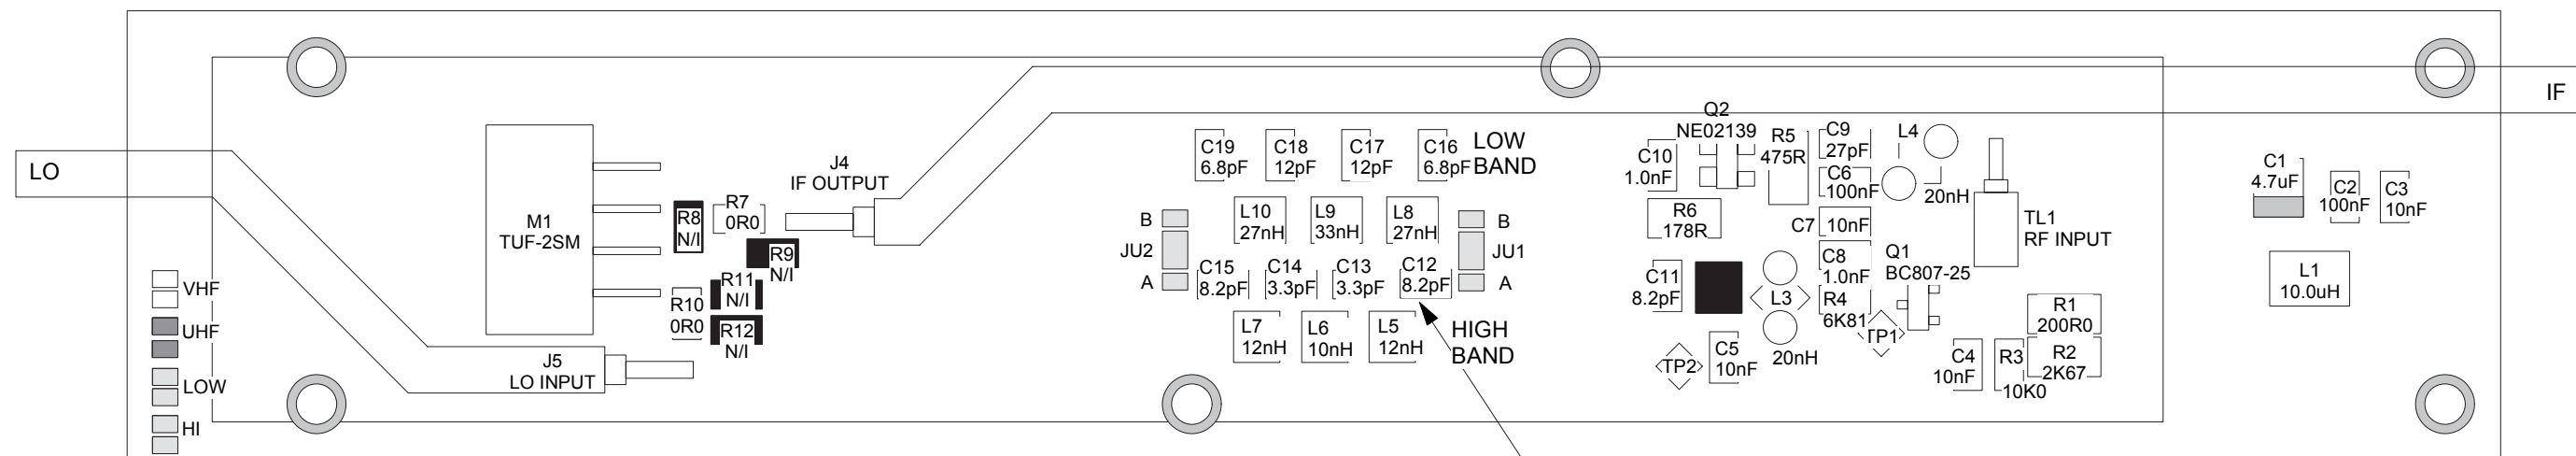 LO
IF
M1
TUF-2SM
R8
N/I
R7
0R0
R9
N/I
R11
N/I
R10
0R0
R12
N/I
J4
IF OUTPUT
J5
LO INPUT
VHF
UHF
LOW
HI
C19
6.8pF
C18
12pF
C17
12pF
C16
6.8pF
LOW
BAND
L10
27nH
L9
33nH
L8
27nH
B
JU2
A
B
JU1
A
C15
8.2pF
C14
3.3pF
C13
3.3pF
C12
8.2pF
L7
12nH
L6
10nH
L5
12nH
HIGH
BAND
Q2
NE02139
C10
1.0nF
R5
475R
C9
27pF
L4
C6
100nF
20nH
R6
178R
C7
10nF
TL1
RF INPUT
C11
8.2pF
L3
C8
1.0nF
Q1
BC807-25
R4
6K81
TP1
20nH
TP2
C5
10nF
R1
200R0
C4
10nF
R3
10K0
R2
2K67
C1
4.7uF
C2
100nF
C3
10nF
L1
10.0uH